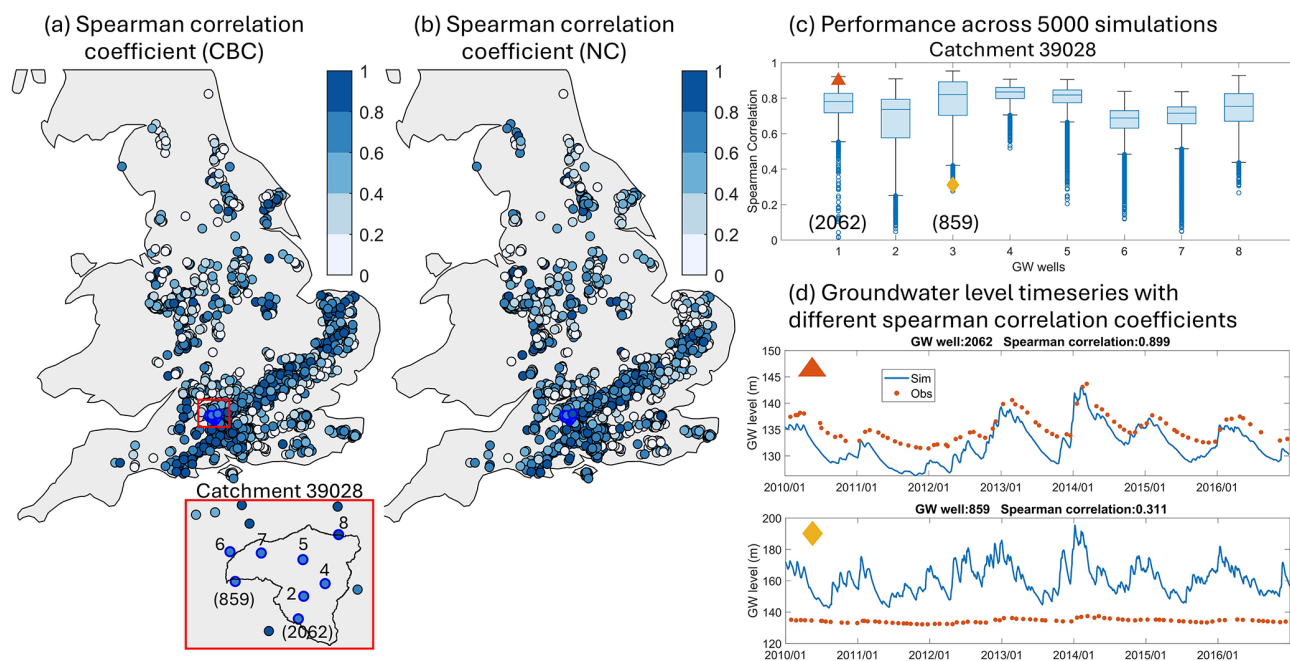 (a) Spearman correlation
coefficient (CBC)
1
0.8
0.6
0.4
0.2
0
Catchment 39028
8
6
7
5
4
2
(859)
(2062)
(b) Spearman correlation
coefficient (NC)
1
0.8
0.6
0.4
0.2
0
(c) Performance across 5000 simulations
Catchment 39028
Spearman Correlation
1
0.8
0.6
0.4
0.2
0
(2062)
(859)
1 2 3 4 5 6 7 8
GW wells
(d) Groundwater level timeseries with
different spearman correlation coefficients
GW well:2062 Spearman correlation:0.899
GW level (m)
150
145
140
135
130
Sim
Obs
2010/01 2011/01 2012/01 2013/01 2014/01 2015/01 2016/01
GW well:859 Spearman correlation:0.311
GW level (m)
200
180
160
140
120
2010/01 2011/01 2012/01 2013/01 2014/01 2015/01 2016/01